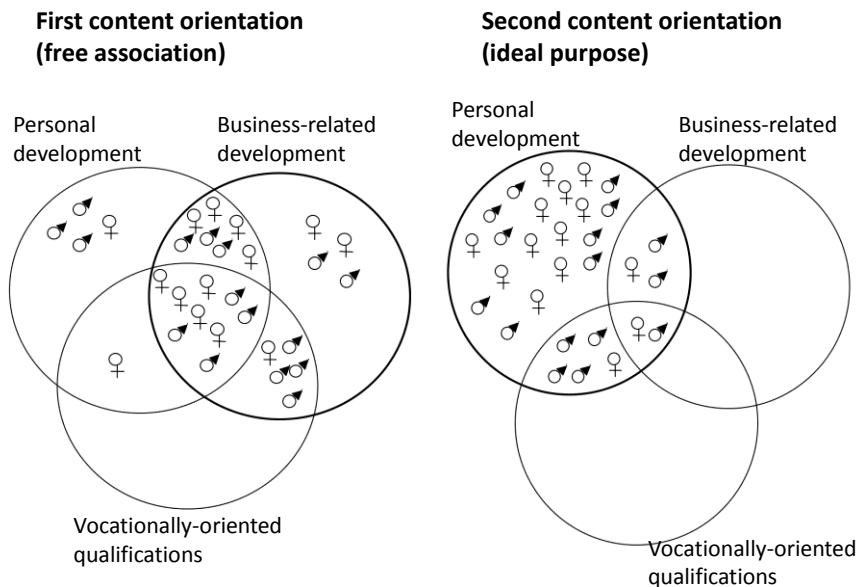 First content orientation
(free association)
Second content orientation
(ideal purpose)
Personal
development
Business-related
development
Vocationally-oriented
qualifications
Personal
development
Business-related
development
Vocationally-oriented
qualifications